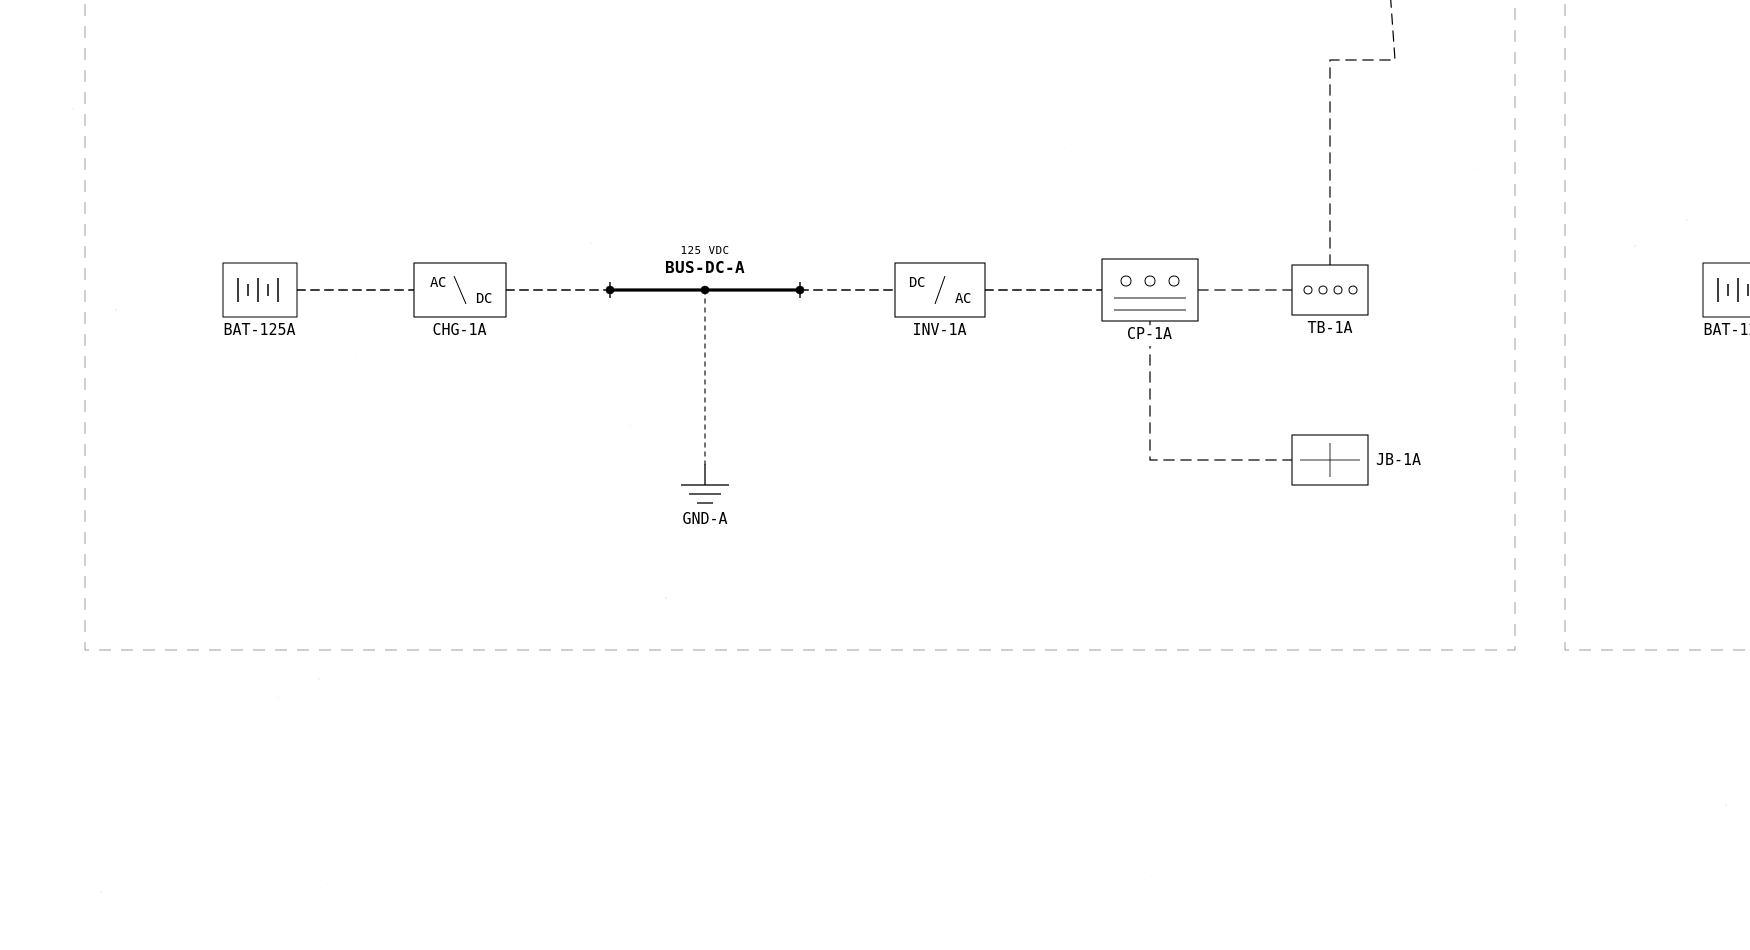 125 VDC
BUS-DC-A
AC
DC
DC
AC
BAT-125A
CHG-1A
INV-1A
CP-1A
TB-1A
JB-1A
GND-A